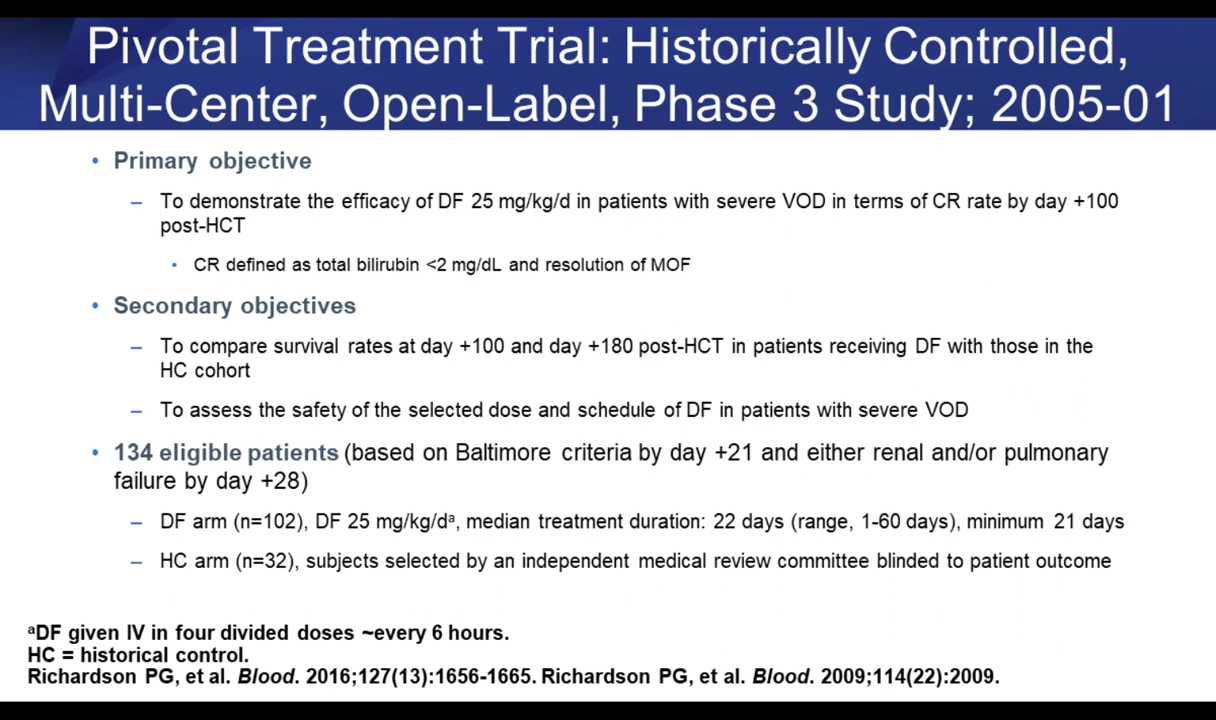 Pivotal Treatment Trial: Historically Controlled,
Multi-Center, Open-Label, Phase 3 Study; 2005-01
• Primary objective
– To demonstrate the efficacy of DF 25 mg/kg/d in patients with severe VOD in terms of CR rate by day +100
post-HCT
• CR defined as total bilirubin <2 mg/dL and resolution of MOF
• Secondary objectives
– To compare survival rates at day +100 and day +180 post-HCT in patients receiving DF with those in the
HC cohort
– To assess the safety of the selected dose and schedule of DF in patients with severe VOD
• 134 eligible patients (based on Baltimore criteria by day +21 and either renal and/or pulmonary
failure by day +28)
– DF arm (n=102), DF 25 mg/kg/dᵃ, median treatment duration: 22 days (range, 1-60 days), minimum 21 days
– HC arm (n=32), subjects selected by an independent medical review committee blinded to patient outcome
ᵃDF given IV in four divided doses ~every 6 hours.
HC = historical control.
Richardson PG, et al. Blood. 2016;127(13):1656-1665. Richardson PG, et al. Blood. 2009;114(22):2009.